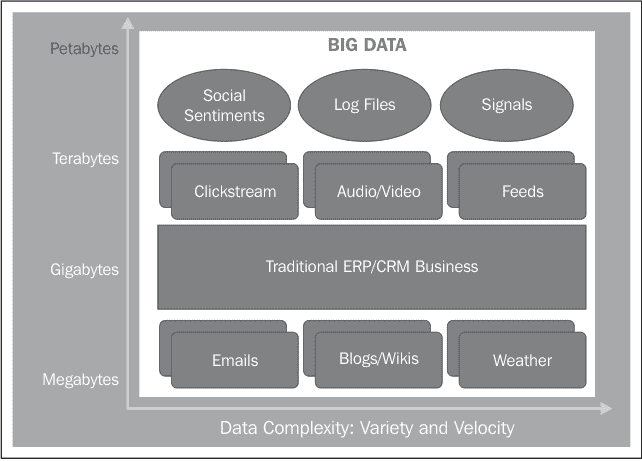 BIG DATA
Petabytes
Social
Sentiments
Log Files
Signals
Terabytes
Clickstream
Audio/Video
Feeds
Gigabytes
Traditional ERP/CRM Business
Emails
Blogs/Wikis
Weather
Megabytes
Data Complexity: Variety and Velocity